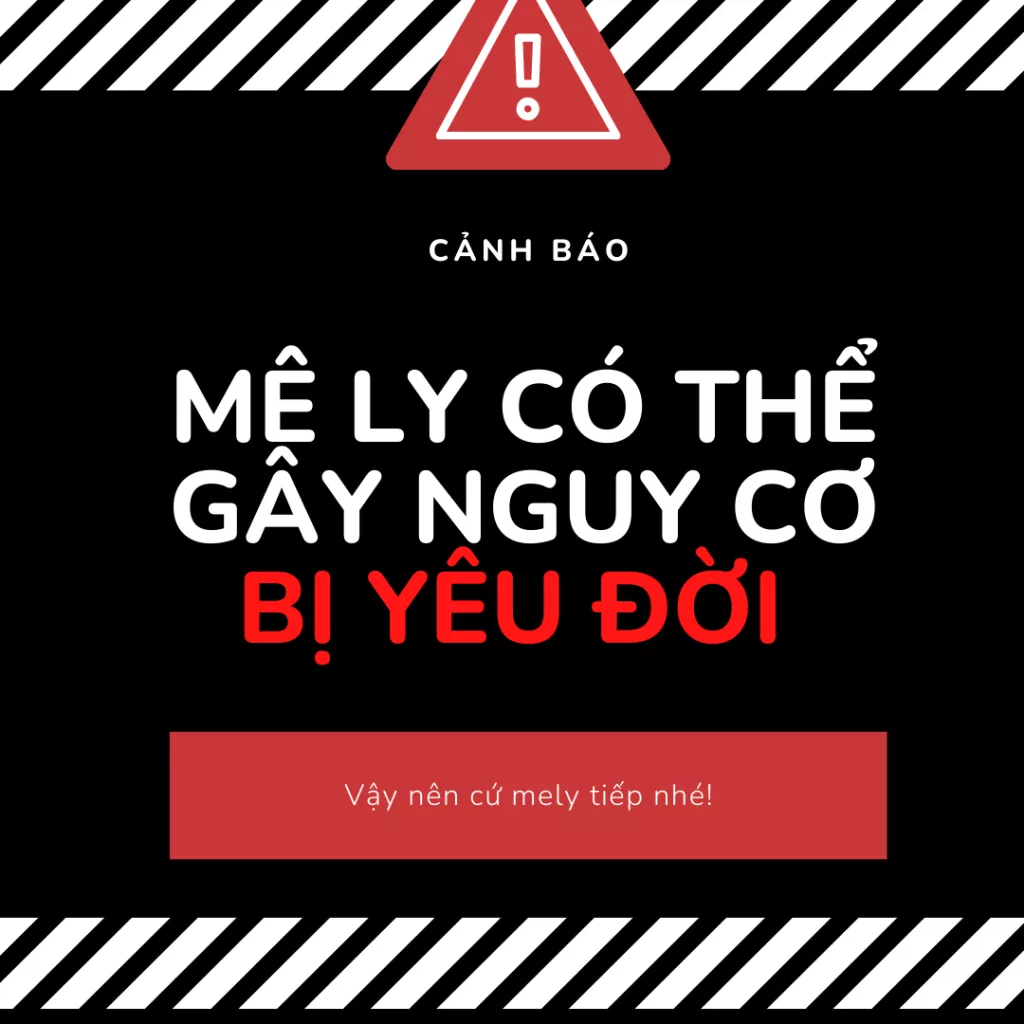 CẢNH BÁO
MÊ LY CÓ THỂ
GÂY NGUY CƠ
BỊ YÊU ĐỜI
Vậy nên cứ mely tiếp nhé!